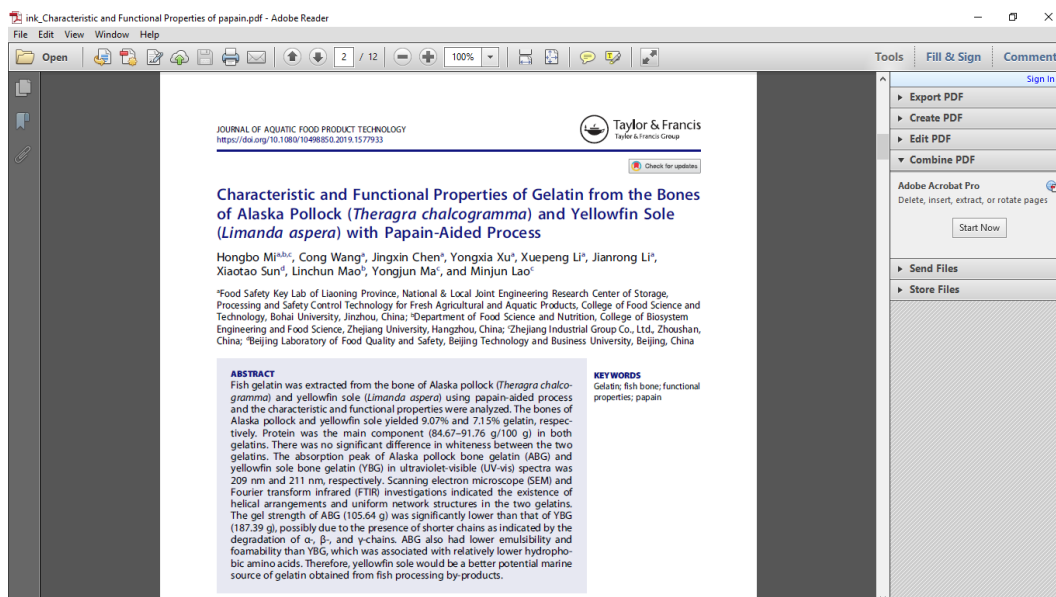 ink_Characteristic and Functional Properties of papain.pdf - Adobe Reader
File Edit View Window Help
Open 2 / 12 100% Tools Fill & Sign Comment
Sign In
Export PDF
Create PDF
Edit PDF
Combine PDF
Adobe Acrobat Pro
Delete, insert, extract, or rotate pages
Start Now
Send Files
Store Files
JOURNAL OF AQUATIC FOOD PRODUCT TECHNOLOGY
https://doi.org/10.1080/10498850.2019.1577933
Taylor & Francis
Taylor & Francis Group
Check for updates
Characteristic and Functional Properties of Gelatin from the Bones
of Alaska Pollock (Theragra chalcogramma) and Yellowfin Sole
(Limanda aspera) with Papain-Aided Process
Hongbo Mia,b,c, Cong Wanga, Jingxin Chena, Yongxia Xua, Xuepeng Lia, Jianrong Lia,
Xiaotao Sund, Linchun Maob, Yongjun Mac, and Minjun Laoc
aFood Safety Key Lab of Liaoning Province, National & Local Joint Engineering Research Center of Storage,
Processing and Safety Control Technology for Fresh Agricultural and Aquatic Products, College of Food Science and
Technology, Bohai University, Jinzhou, China; bDepartment of Food Science and Nutrition, College of Biosystem
Engineering and Food Science, Zhejiang University, Hangzhou, China; cZhejiang Industrial Group Co., Ltd., Zhoushan,
China; dBeijing Laboratory of Food Quality and Safety, Beijing Technology and Business University, Beijing, China
ABSTRACT
Fish gelatin was extracted from the bone of Alaska pollock (Theragra chalco-
gramma) and yellowfin sole (Limanda aspera) using papain-aided process
and the characteristic and functional properties were analyzed. The bones of
Alaska pollock and yellowfin sole yielded 9.07% and 7.15% gelatin, respec-
tively. Protein was the main component (84.67–91.76 g/100 g) in both
gelatins. There was no significant difference in whiteness between the two
gelatins. The absorption peak of Alaska pollock bone gelatin (ABG) and
yellowfin sole bone gelatin (YBG) in ultraviolet-visible (UV-vis) spectra was
209 nm and 211 nm, respectively. Scanning electron microscope (SEM) and
Fourier transform infrared (FTIR) investigations indicated the existence of
helical arrangements and uniform network structures in the two gelatins.
The gel strength of ABG (105.64 g) was significantly lower than that of YBG
(187.39 g), possibly due to the presence of shorter chains as indicated by the
degradation of α-, β-, and γ-chains. ABG also had lower emulsibility and
foamability than YBG, which was associated with relatively lower hydropho-
bic amino acids. Therefore, yellowfin sole would be a better potential marine
source of gelatin obtained from fish processing by-products.
KEYWORDS
Gelatin; fish bone; functional
properties; papain